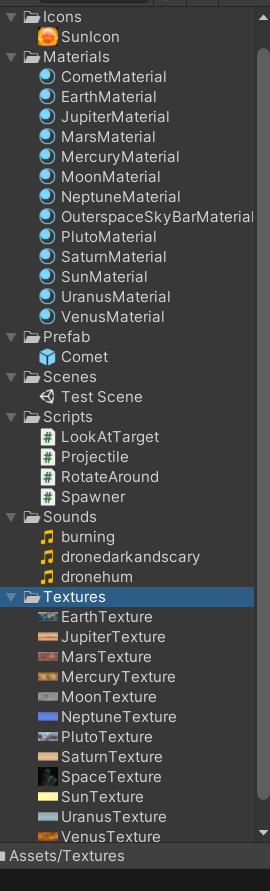 Icons
SunIcon
Materials
CometMaterial
EarthMaterial
JupiterMaterial
MarsMaterial
MercuryMaterial
MoonMaterial
NeptuneMaterial
OuterspaceSkyBarMaterial
PlutoMaterial
SaturnMaterial
SunMaterial
UranusMaterial
VenusMaterial
Prefab
Comet
Scenes
Test Scene
Scripts
# LookAtTarget
# Projectile
# RotateAround
# Spawner
Sounds
burning
dronedarkandscary
dronehum
Textures
EarthTexture
JupiterTexture
MarsTexture
MercuryTexture
MoonTexture
NeptuneTexture
PlutoTexture
SaturnTexture
SpaceTexture
SunTexture
UranusTexture
VenusTexture
Assets/Textures